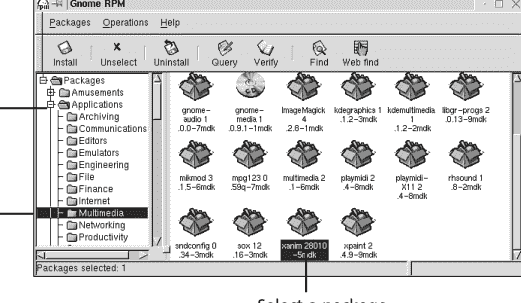 rpm Gnome RPM
Packages Operations Help
Install Unselect Uninstall Query Verify Find Web find
Packages
Amusements
Applications
Archiving
Communications
Editors
Emulators
Engineering
File
Finance
Internet
Multimedia
Networking
Productivity
gnome-audio 1
.0.0-7mdk
gnome-media 1
.0.9.1-1mdk
ImageMagick 4
.2.8-1mdk
kdegraphics 1
.1.2-3mdk
kdemultimedia 1
.1.2-2mdk
libgr-progs 2
.0.13-9mdk
mikmod 3
.1.5-6mdk
mpg123 0
.59q-7mdk
multimedia 2
.1-6mdk
playmidi 2
.4-8mdk
playmidi-X11 2
.4-8mdk
rhsound 1
.8-2mdk
sndconfig 0
.34-3mdk
sox 12
.16-3mdk
xanim 28010
-5mdk
xpaint 2
.4.9-9mdk
Packages selected: 1
Select a package